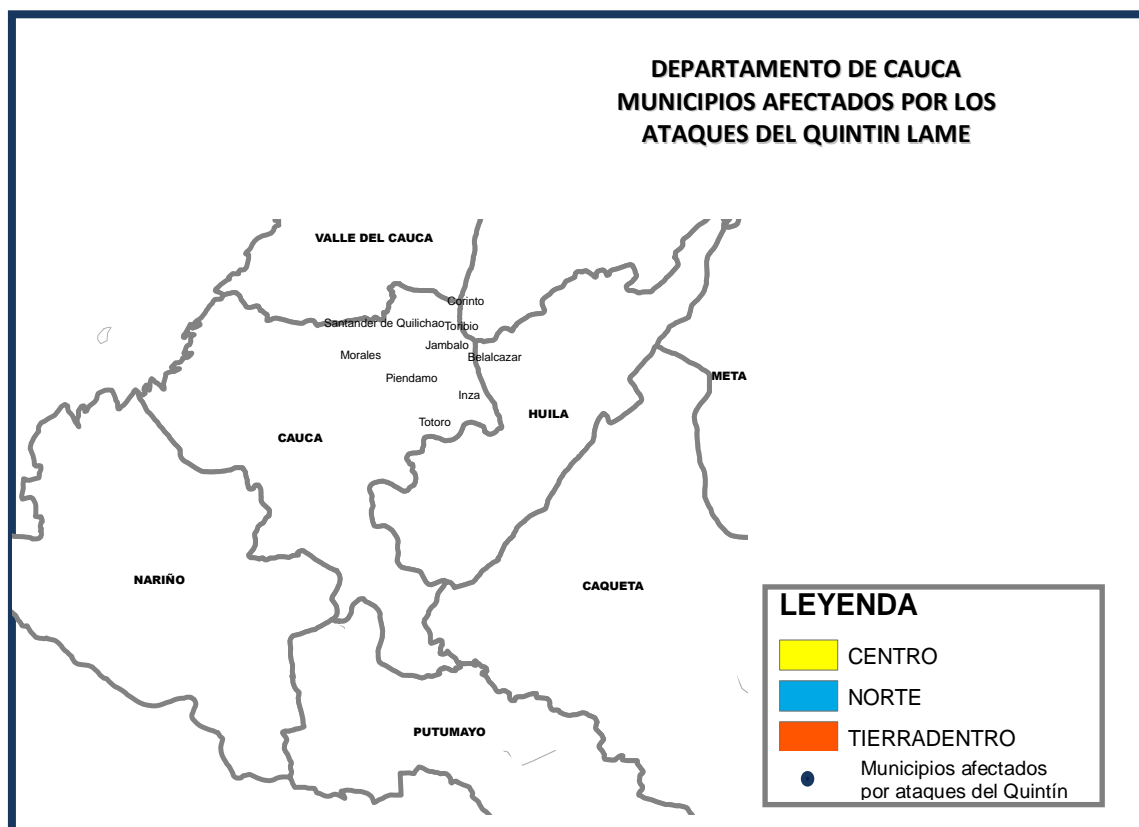 DEPARTAMENTO DE CAUCA
MUNICIPIOS AFECTADOS POR LOS
ATAQUES DEL QUINTIN LAME
VALLE DEL CAUCA
Corinto
Santander de Quilichao
Toribio
Jambalo
Morales
Belalcazar
META
Piendamo
Inza
HUILA
Totoro
CAUCA
NARIÑO
CAQUETA
PUTUMAYO
LEYENDA
CENTRO
NORTE
TIERRADENTRO
Municipios afectados
por ataques del Quintín